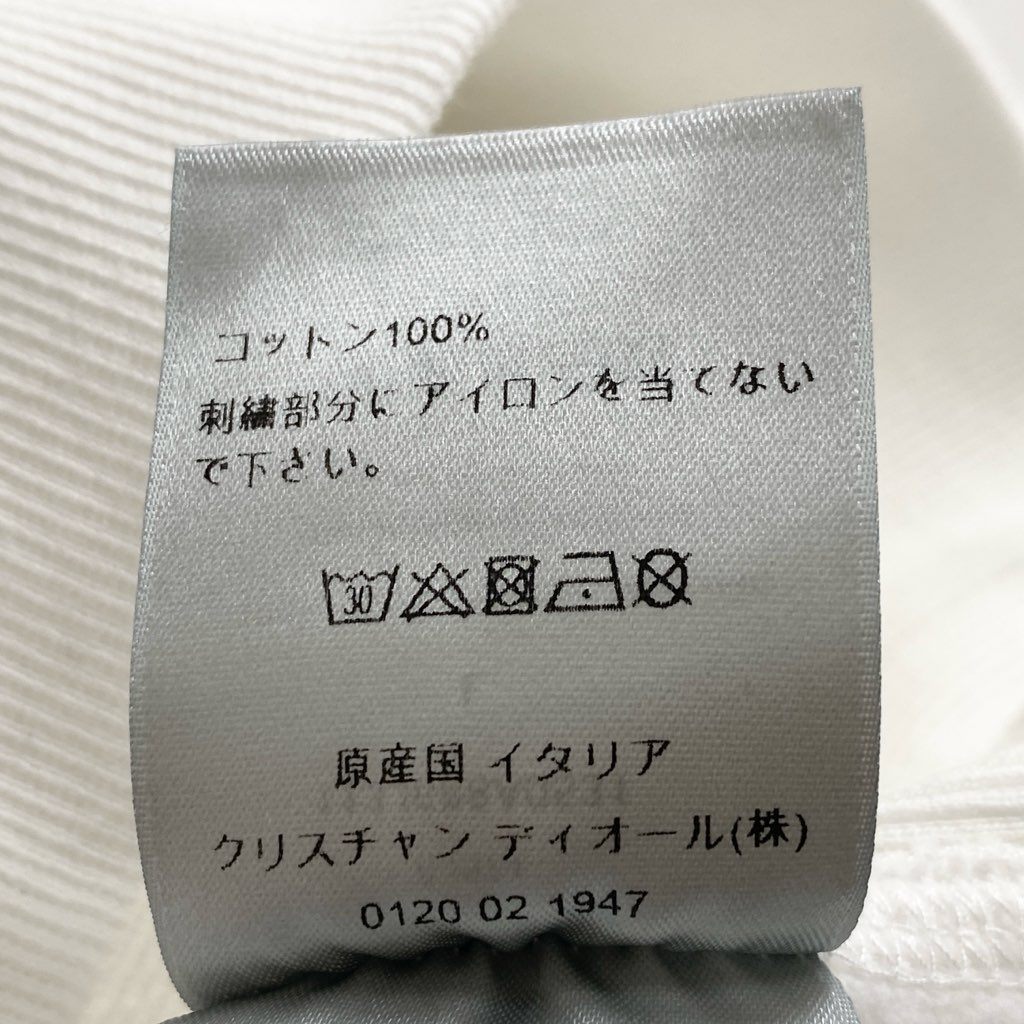 コットン100%
刺繍部分にアイロンを当てない
で下さい。
30
原産国 イタリア
クリスチャン ディオール(株)
0120 02 1947